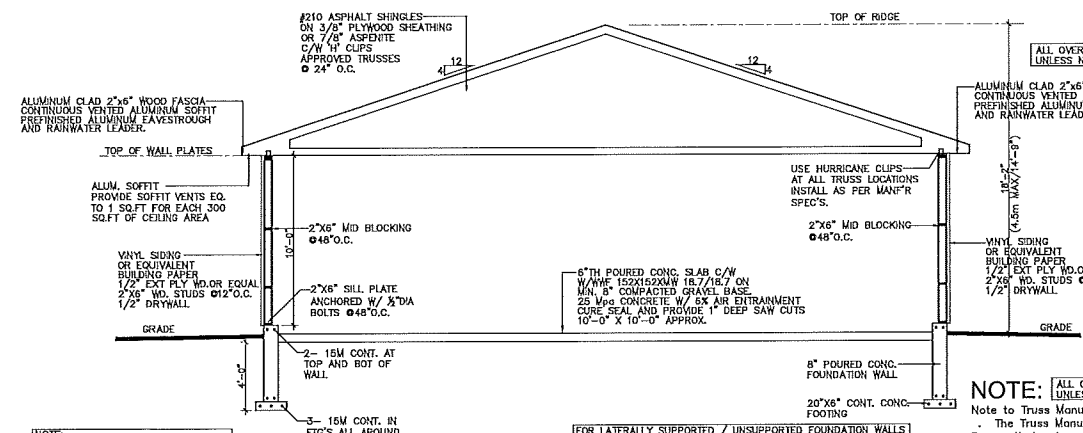 #210 ASPHALT SHINGLES
ON 3/8" PLYWOOD SHEATHING
OR 7/8" ASPENITE
C/W 'H' CLIPS
APPROVED TRUSSES
@ 24" O.C.
TOP OF RIDGE
12
4
12
4
ALL OVER
UNLESS N
ALUMINUM CLAD 2"x6" WOOD FASCIA
CONTINUOUS VENTED ALUMINUM SOFFIT
PREFINISHED ALUMINUM EAVESTROUGH
AND RAINWATER LEADER.
ALUMINUM CLAD 2"x6"
CONTINUOUS VENTED
PREFINISHED ALUMINU
AND RAINWATER LEAD
TOP OF WALL PLATES
ALUM. SOFFIT
PROVIDE SOFFIT VENTS EQ.
TO 1 SQ.FT FOR EACH 300
SQ.FT OF CEILING AREA
USE HURRICANE CLIPS
AT ALL TRUSS LOCATIONS
INSTALL AS PER MANF'R
SPEC'S.
18'-2"
(4.5m MAX/14'-9")
2"X6" MID BLOCKING
@48"O.C.
10'-0"
2"X6" MID BLOCKING
@48"O.C.
VINYL SIDING
OR EQUIVALENT
BUILDING PAPER
1/2" EXT PLY WD.OR EQUAL
2"X6" WD. STUDS @12"O.C.
1/2" DRYWALL
2"X6" SILL PLATE
ANCHORED W/ ½"DIA
BOLTS @48"O.C.
6"TH POURED CONC. SLAB C/W
W/WWF 152X152XMW 18.7/18.7 ON
MIN. 8" COMPACTED GRAVEL BASE.
25 Mpa CONCRETE W/ 6% AIR ENTRAINMENT
CURE SEAL AND PROVIDE 1" DEEP SAW CUTS
10'-0" X 10'-0" APPROX.
VINYL SIDING
OR EQUIVALENT
BUILDING PAPER
1/2" EXT PLY WD.O
2"X6" WD. STUDS @
1/2" DRYWALL
GRADE
GRADE
4'-0"
2- 15M CONT. AT
TOP AND BOT OF
WALL
8" POURED CONC.
FOUNDATION WALL
20"X6" CONT. CONC.
FOOTING
3- 15M CONT. IN
FTG'S ALL AROUND
NOTE:
FOR LATERALLY SUPPORTED / UNSUPPORTED FOUNDATION WALLS
NOTE:
ALL O
UNLES
Note to Truss Manu
. The Truss Manu